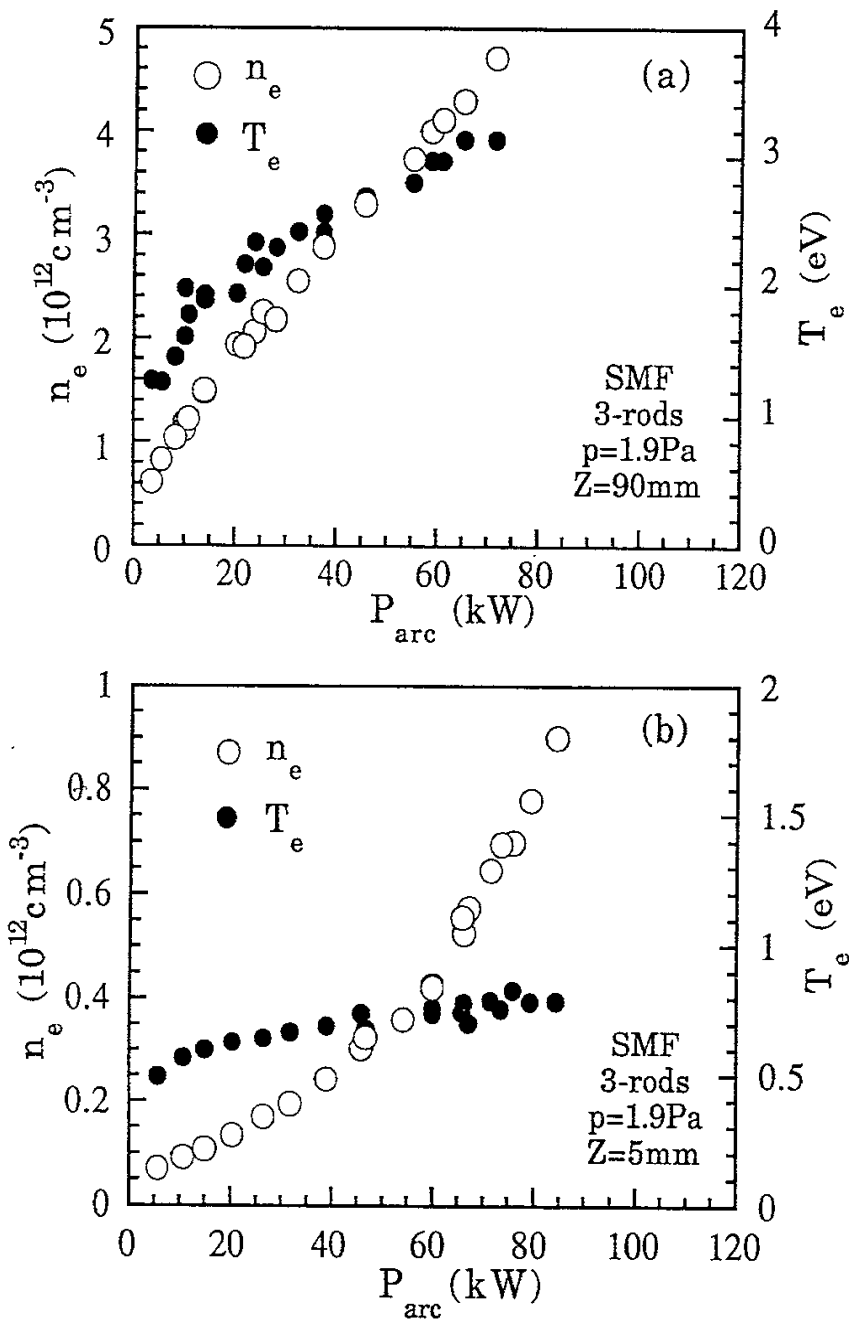 (a)
n_e
T_e
5
4
3
2
1
0
n_e (10^12 cm^-3)
4
3
2
1
0
T_e (eV)
SMF
3-rods
p=1.9Pa
Z=90mm
0 20 40 60 80 100 120
P_arc (kW)
(b)
n_e
T_e
1
0.8
0.6
0.4
0.2
0
n_e (10^12 cm^-3)
2
1.5
1
0.5
0
T_e (eV)
SMF
3-rods
p=1.9Pa
Z=5mm
0 20 40 60 80 100 120
P_arc (kW)